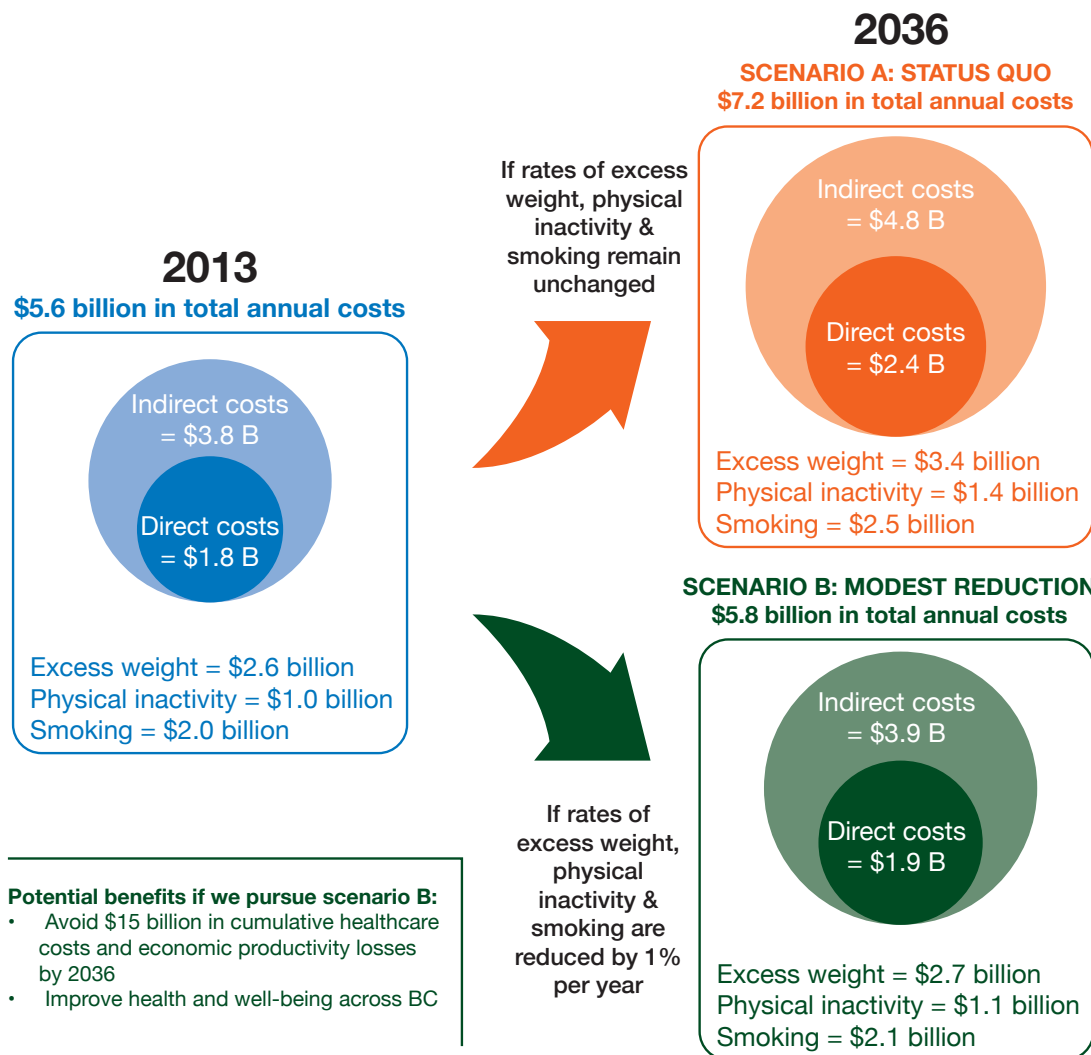 2013
$5.6 billion in total annual costs
Indirect costs
= $3.8 B
Direct costs
= $1.8 B
Excess weight = $2.6 billion
Physical inactivity = $1.0 billion
Smoking = $2.0 billion
If rates of excess
weight, physical
inactivity &
smoking remain
unchanged
2036
SCENARIO A: STATUS QUO
$7.2 billion in total annual costs
Indirect costs
= $4.8 B
Direct costs
= $2.4 B
Excess weight = $3.4 billion
Physical inactivity = $1.4 billion
Smoking = $2.5 billion
If rates of
excess weight,
physical
inactivity &
smoking are
reduced by 1%
per year
SCENARIO B: MODEST REDUCTION
$5.8 billion in total annual costs
Indirect costs
= $3.9 B
Direct costs
= $1.9 B
Excess weight = $2.7 billion
Physical inactivity = $1.1 billion
Smoking = $2.1 billion
Potential benefits if we pursue scenario B:
• Avoid $15 billion in cumulative healthcare
costs and economic productivity losses
by 2036
• Improve health and well-being across BC